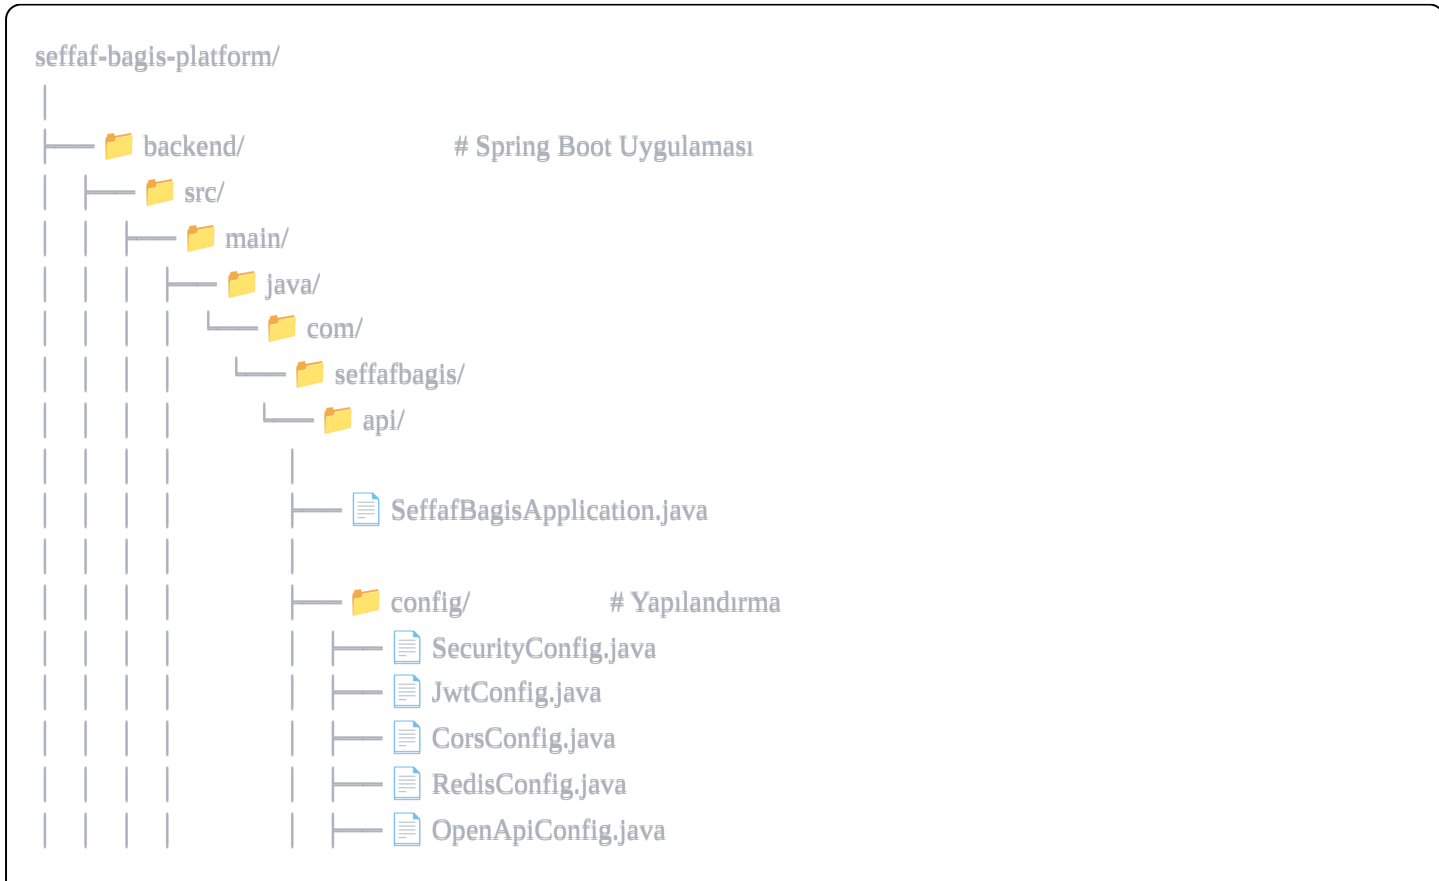 seffaf-bagis-platform/
│
├── 📁 backend/ # Spring Boot Uygulaması
│ ├── 📁 src/
│ │ ├── 📁 main/
│ │ │ ├── 📁 java/
│ │ │ │ └── 📁 com/
│ │ │ │ └── 📁 seffafbagis/
│ │ │ │ └── 📁 api/
│ │ │ │ │
│ │ │ │ ├── 📄 SeffafBagisApplication.java
│ │ │ │ │
│ │ │ │ ├── 📁 config/ # Yapılandırma
│ │ │ │ │ ├── 📄 SecurityConfig.java
│ │ │ │ │ ├── 📄 JwtConfig.java
│ │ │ │ │ ├── 📄 CorsConfig.java
│ │ │ │ │ ├── 📄 RedisConfig.java
│ │ │ │ │ ├── 📄 OpenApiConfig.java